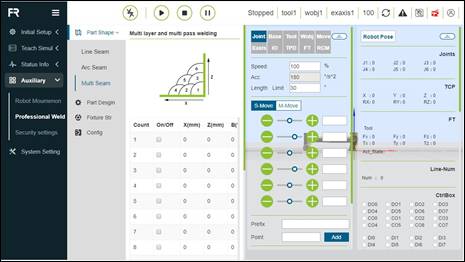 FR
Stopped tool1 wobj1 exaxis1 100
Initial Setup
Teach Simul
Status Info
Auxiliary
Robot Mounemon
Professional Weld
Security settings
System Setting
Part Shape
Line Seam
Arc Seam
Multi Seam
Part Design
Fixture Str
Config
Multi layer and multi pass welding
Z
X
1 2 3
4 5
6
Count On/Off X(mm) Z(mm) B(°
1 0 0 0
2 0 0 0
3 0 0 0
4 0 0 0
5 0 0 0
6 0 0 0
7 0 0 0
8 0 0 0
Joint Base Tool Wobj Move
Eaxis IO TPD FT RCM
Speed: 100 %
Acc 180 °/s^2
Length Limit 30 °
S-Move M-Move
Prefix
Point Add
Robot Pose
Joints
J1 : 0 J2 : 0 J3 : 0
J4 : 0 J5 : 0 J6 : 0
TCP
X : 0 Y : 0 Z : 0
RX : 0 RY : 0 RZ : 0
FT
Tool
Fx : 0 Fy : 0 Fz : 0
Tx : 0 Ty : 0 Tz : 0
Act_State:
Line-Num
Num : 0
CtrlBox
DO0 DO1 DO2 DO3
DO4 DO5 DO6 DO7
CO0 CO1 CO2 CO3
CO4 CO5 CO6 CO7
DI0 DI1 DI2 DI3
DI4 DI5 DI6 DI7